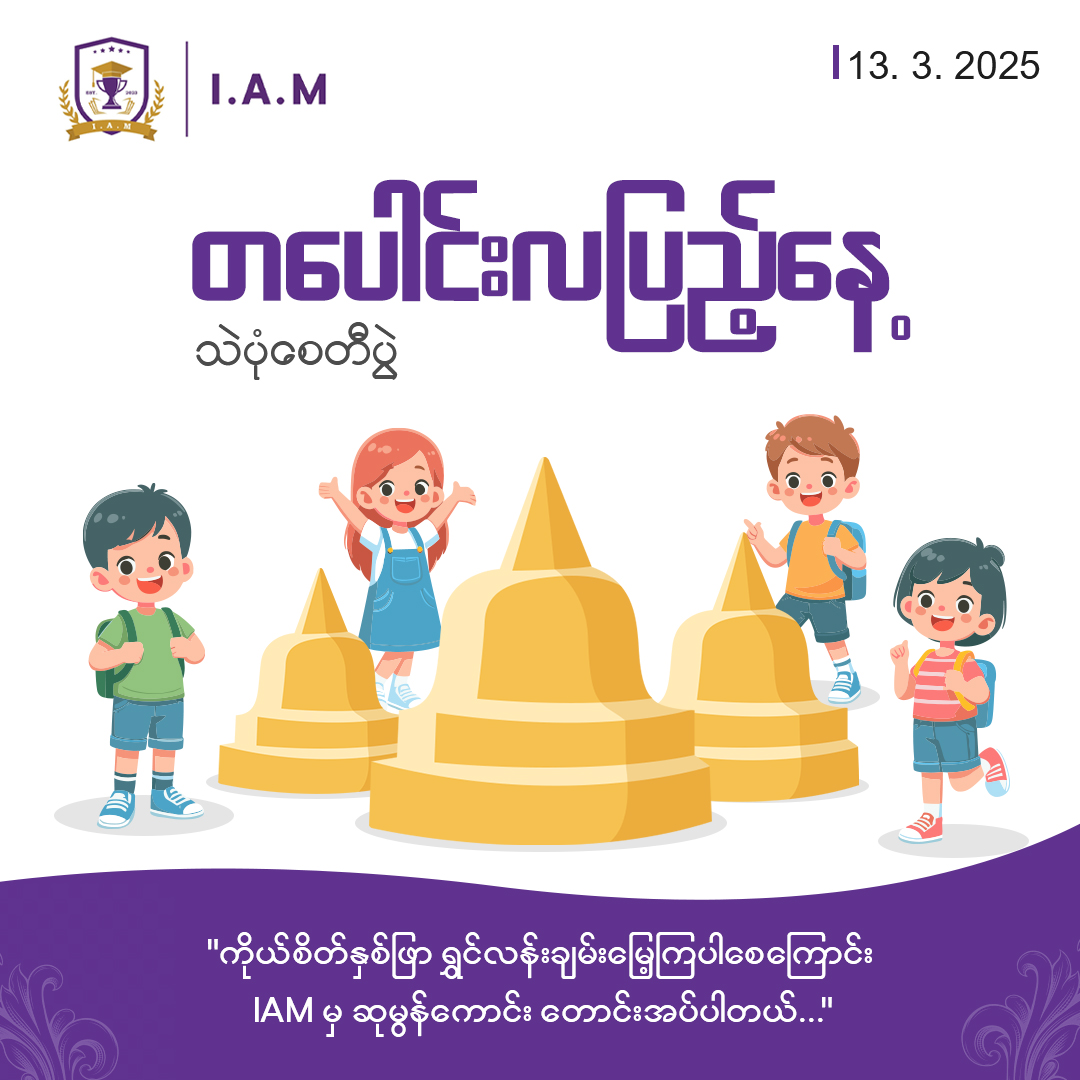 EST. 2023
I.A.M
I.A.M
13. 3. 2025
တပေါင်းလပြည့်နေ့
သဲပုံစေတီပွဲ
"ကိုယ်စိတ်နှစ်ဖြာ ရွှင်လန်းချမ်းမြေ့ကြပါစေကြောင်း
IAM မှ ဆုမွန်ကောင်း တောင်းအပ်ပါတယ်..."